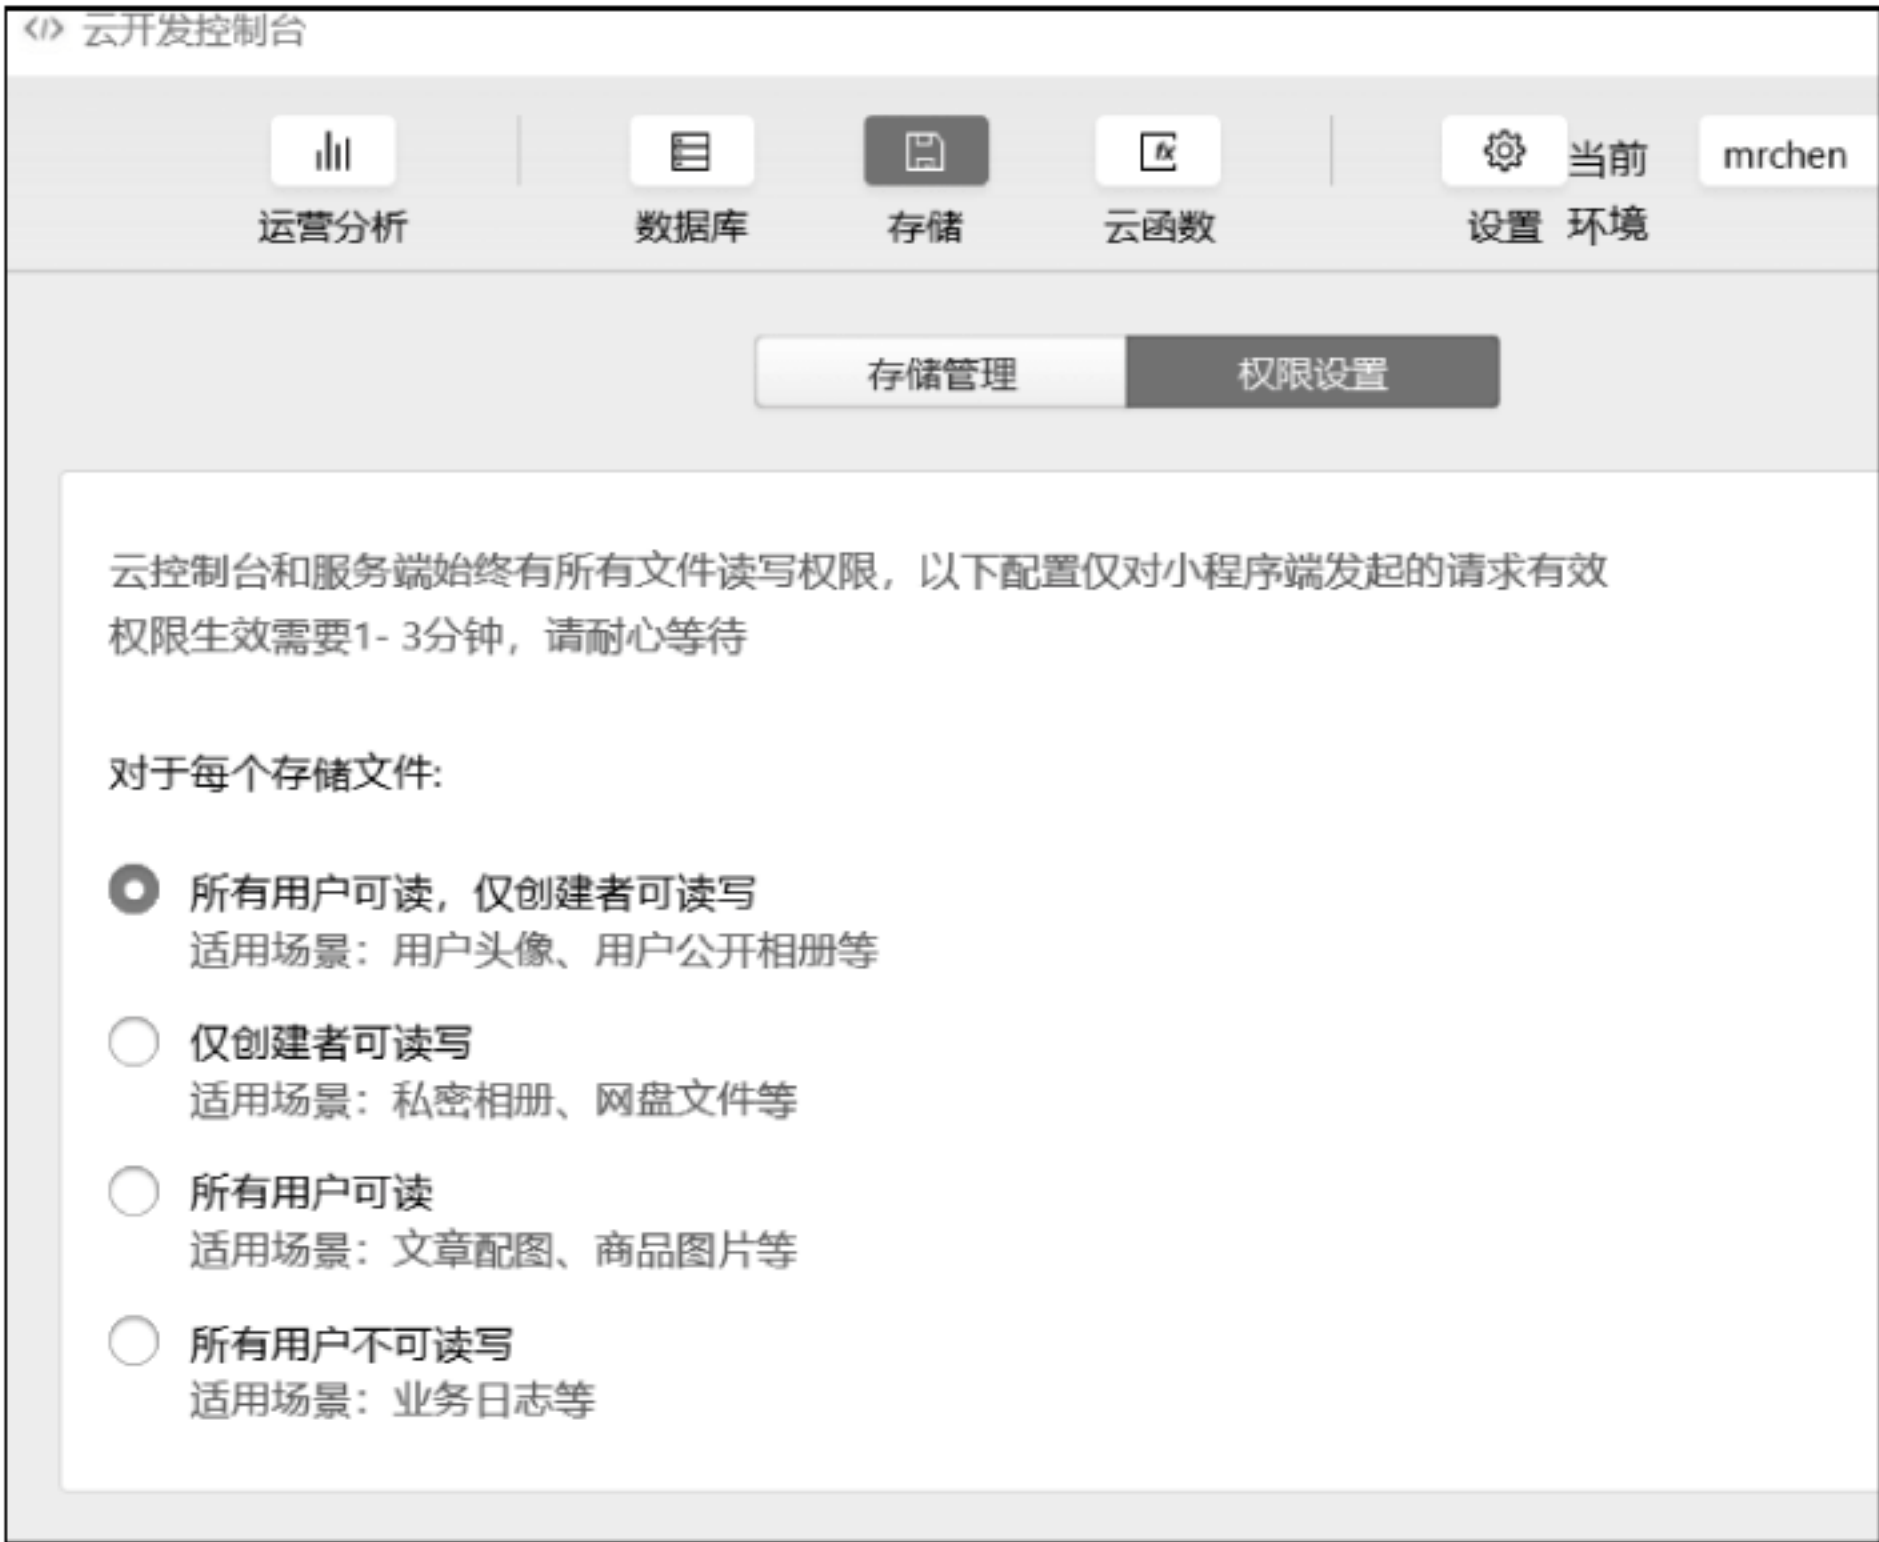 </> 云开发控制台
运营分析
数据库
存储
云函数
设置
当前
环境
mrchen
存储管理
权限设置
云控制台和服务端始终有所有文件读写权限，以下配置仅对小程序端发起的请求有效
权限生效需要1- 3分钟，请耐心等待
对于每个存储文件:
所有用户可读，仅创建者可读写
适用场景：用户头像、用户公开相册等
仅创建者可读写
适用场景：私密相册、网盘文件等
所有用户可读
适用场景：文章配图、商品图片等
所有用户不可读写
适用场景：业务日志等